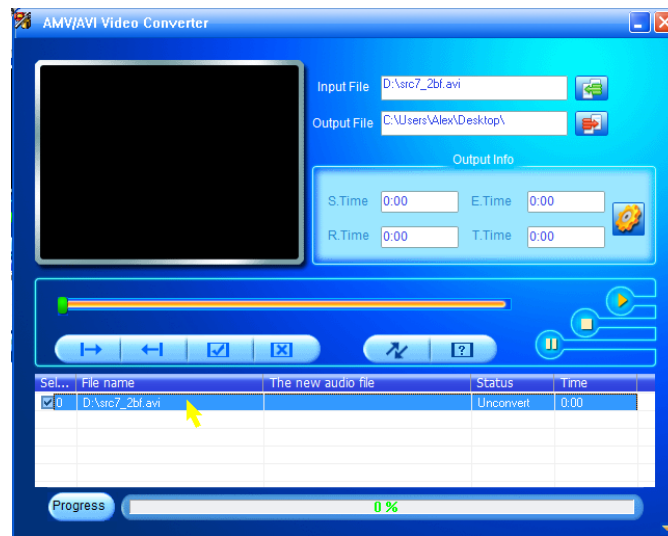 AMV/AVI Video Converter
Input File D:\src7_2bf.avi
Output File C:\Users\Alex\Desktop\
Output Info
S.Time 0:00 E.Time 0:00
R.Time 0:00 T.Time 0:00
Sel... File name The new audio file Status Time
0 D:\src7_2bf.avi Unconvert 0:00
Progress 0 %